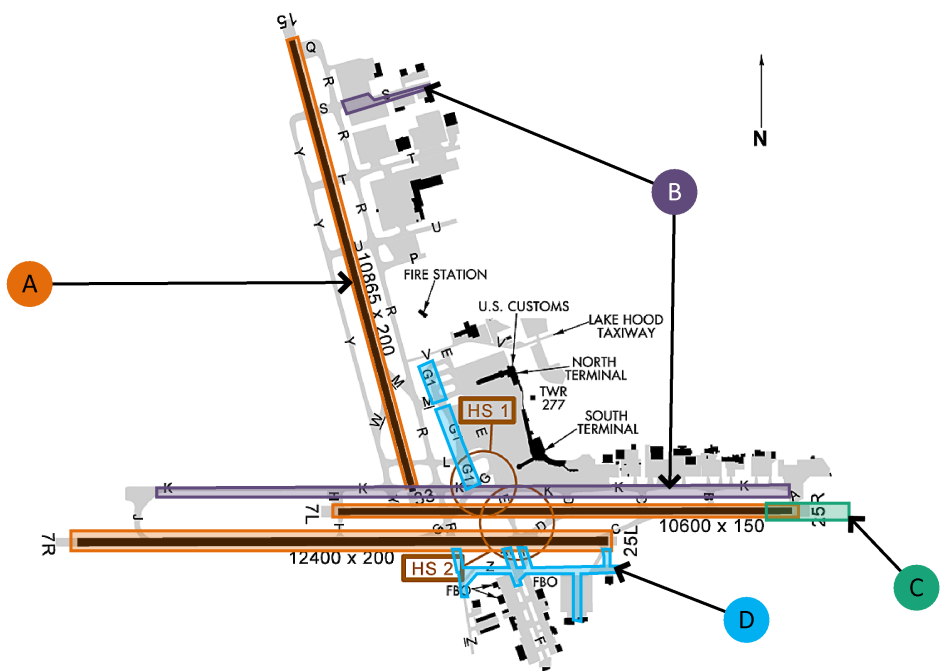 15
Q
R
S
S
R
Y
T
T
R
Y
U
D
P
10865 x 200
FIRE STATION
N
A
B
R
U.S. CUSTOMS
LAKE HOOD
TAXIWAY
Y
V
E
V
NORTH
TERMINAL
G1
M
TWR
277
M
HS 1
SOUTH
TERMINAL
W
R
G1
E
L
G1
G
K
H
K
Y
33
K
E
K
D
K
C
B
K
A
J
7L
10600 x 150
25R
7R
H
G
R
D
C
25L
12400 x 200
HS 2
Z
FBO
FBO
C
D
N
F